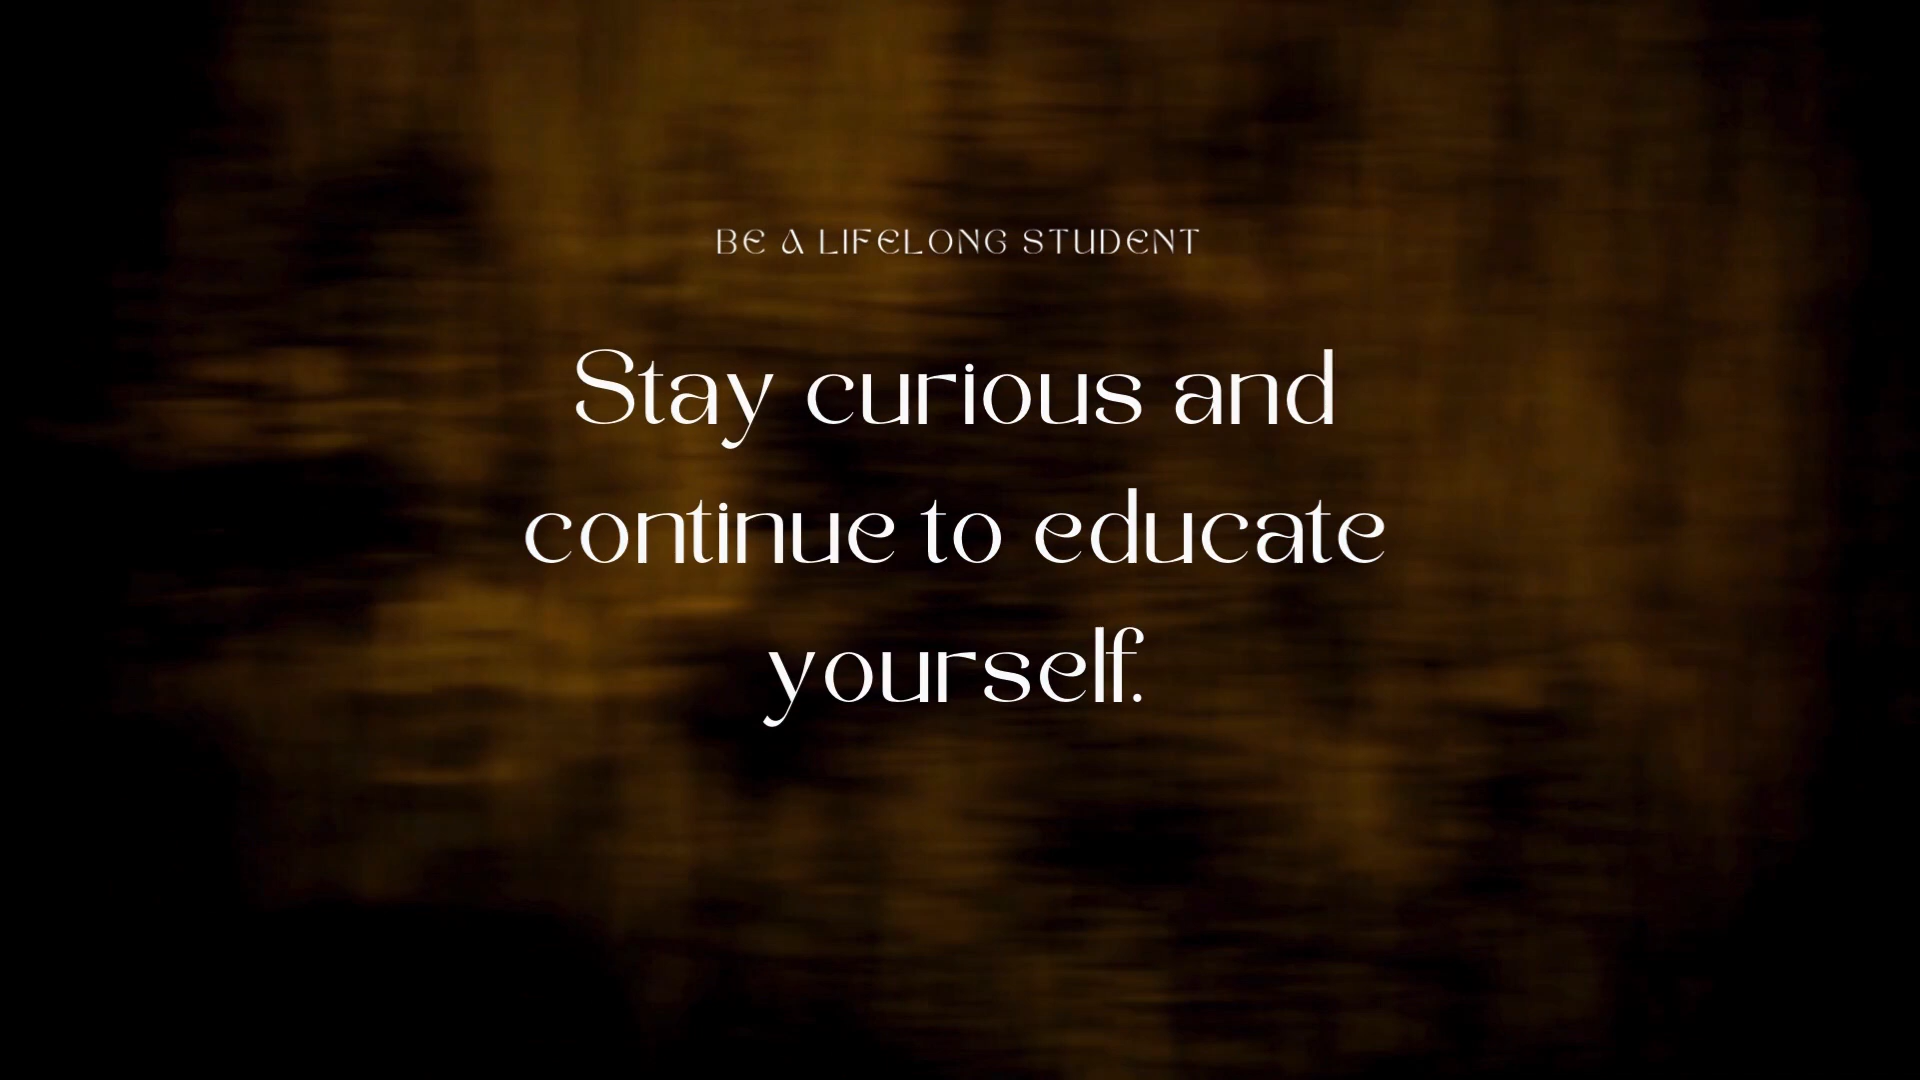 BE A LIFELONG STUDENT
Stay curious and
continue to educate
yourself.